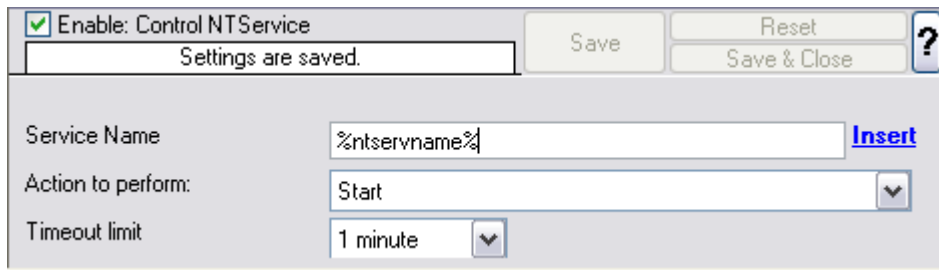 Enable: Control NTService
Settings are saved.
Save
Reset
Save & Close
?
Service Name
%ntservname%
Insert
Action to perform:
Start
Timeout limit
1 minute